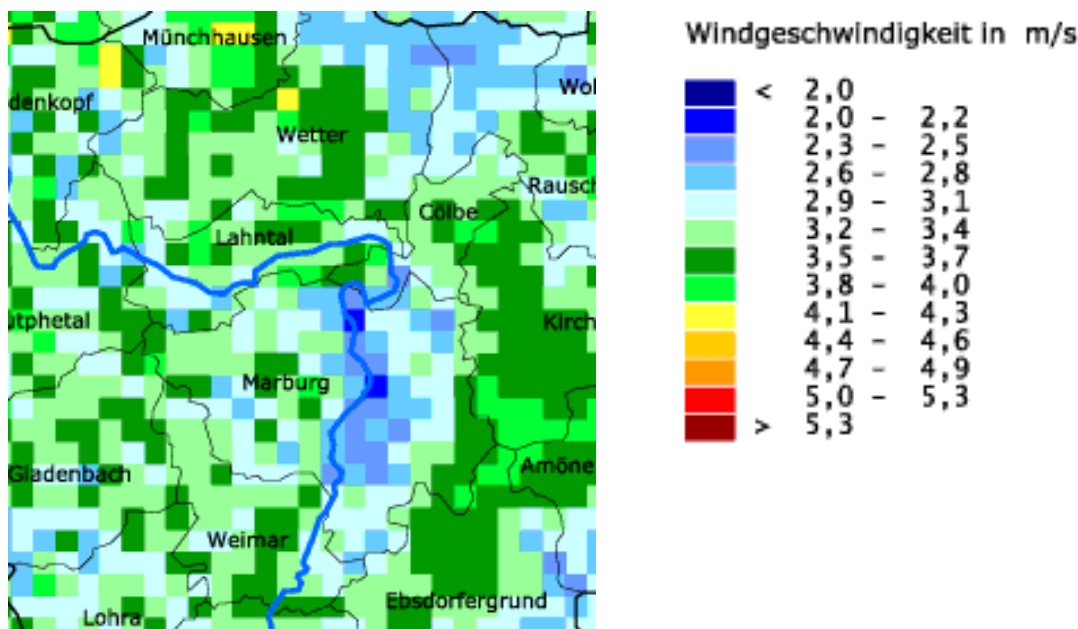 Münchhausen
denkopf
Wol
Wetter
Rausch
Cölbe
Lahntal
utphetal
Kirch
Marburg
Gladenbach
Amöne
Weimar
Ebsdorfergrund
Lohra
Windgeschwindigkeit in m/s
< 2,0
2,0 - 2,2
2,3 - 2,5
2,6 - 2,8
2,9 - 3,1
3,2 - 3,4
3,5 - 3,7
3,8 - 4,0
4,1 - 4,3
4,4 - 4,6
4,7 - 4,9
5,0 - 5,3
> 5,3